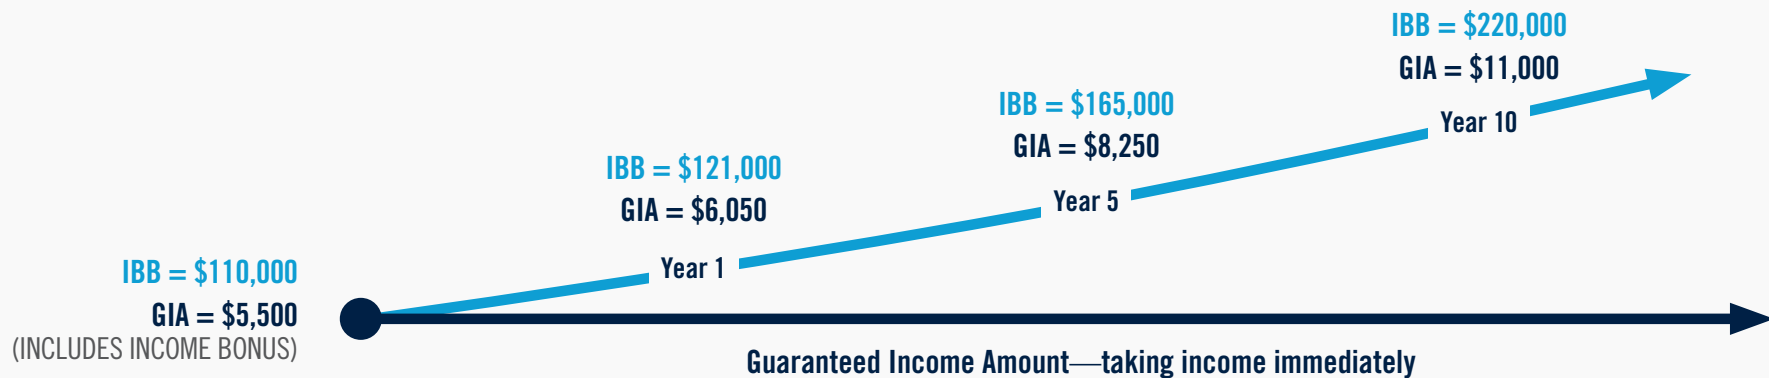 IBB = $220,000
GIA = $11,000
Year 10
IBB = $165,000
GIA = $8,250
Year 5
IBB = $121,000
GIA = $6,050
Year 1
IBB = $110,000
GIA = $5,500
(INCLUDES INCOME BONUS)
Guaranteed Income Amount—taking income immediately